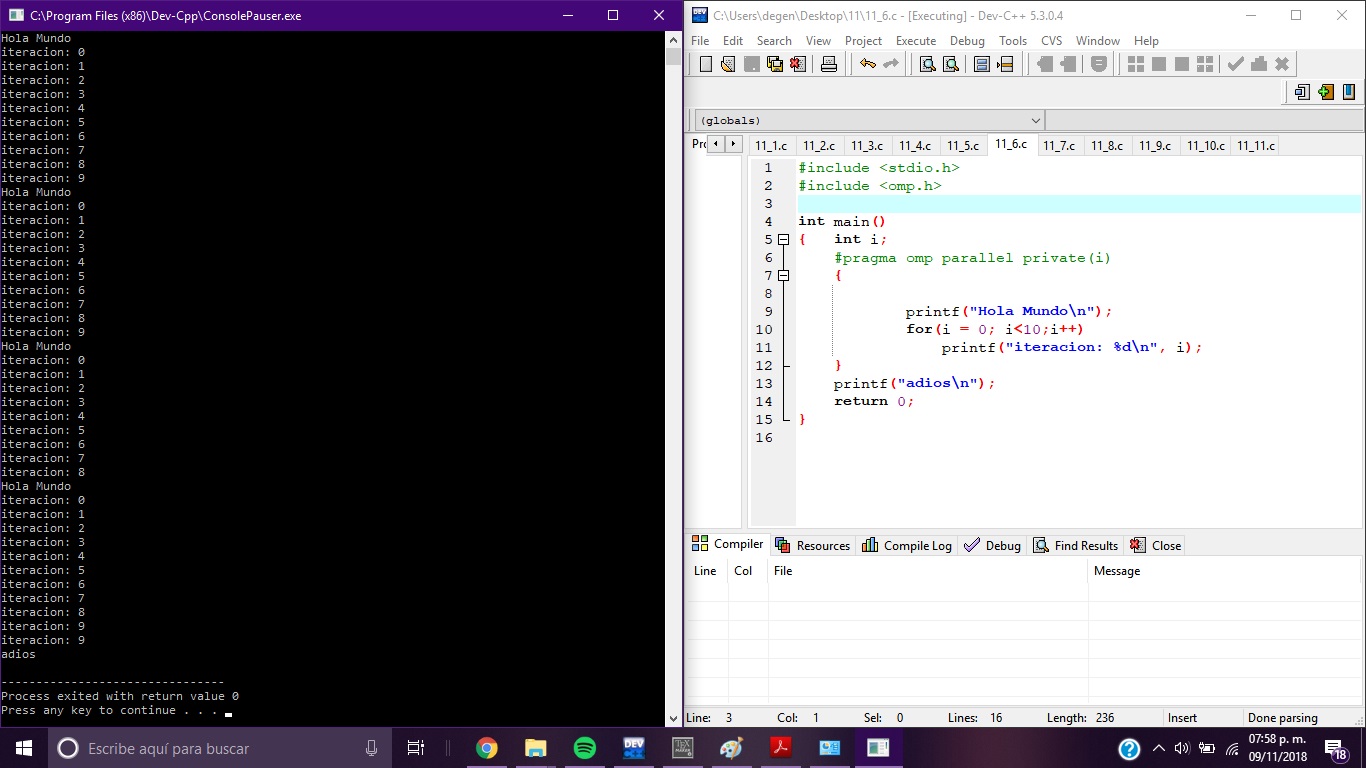 C:\Program Files (x86)\Dev-Cpp\ConsolePauser.exe
Hola Mundo
iteracion: 0
iteracion: 1
iteracion: 2
iteracion: 3
iteracion: 4
iteracion: 5
iteracion: 6
iteracion: 7
iteracion: 8
iteracion: 9
Hola Mundo
iteracion: 0
iteracion: 1
iteracion: 2
iteracion: 3
iteracion: 4
iteracion: 5
iteracion: 6
iteracion: 7
iteracion: 8
iteracion: 9
Hola Mundo
iteracion: 0
iteracion: 1
iteracion: 2
iteracion: 3
iteracion: 4
iteracion: 5
iteracion: 6
iteracion: 7
iteracion: 8
Hola Mundo
iteracion: 0
iteracion: 1
iteracion: 2
iteracion: 3
iteracion: 4
iteracion: 5
iteracion: 6
iteracion: 7
iteracion: 8
iteracion: 9
iteracion: 9
adios
--------------------------------
Process exited with return value 0
Press any key to continue . . .
C:\Users\degen\Desktop\11\11_6.c - [Executing] - Dev-C++ 5.3.0.4
File Edit Search View Project Execute Debug Tools CVS Window Help
(globals)
11_1.c 11_2.c 11_3.c 11_4.c 11_5.c 11_6.c 11_7.c 11_8.c 11_9.c 11_10.c 11_11.c
1 #include <stdio.h>
2 #include <omp.h>
3
4 int main()
5 { int i;
6 #pragma omp parallel private(i)
7 {
8
9 printf("Hola Mundo\n");
10 for(i = 0; i<10;i++)
11 printf("iteracion: %d\n", i);
12 }
13 printf("adios\n");
14 return 0;
15 }
16
Compiler Resources Compile Log Debug Find Results Close
Line Col File Message
Line: 3 Col: 1 Sel: 0 Lines: 16 Length: 236 Insert Done parsing
Escribe aquí para buscar
DEV
07:58 p. m.
09/11/2018
18